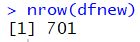 > nrow(dfnew)
[1] 701